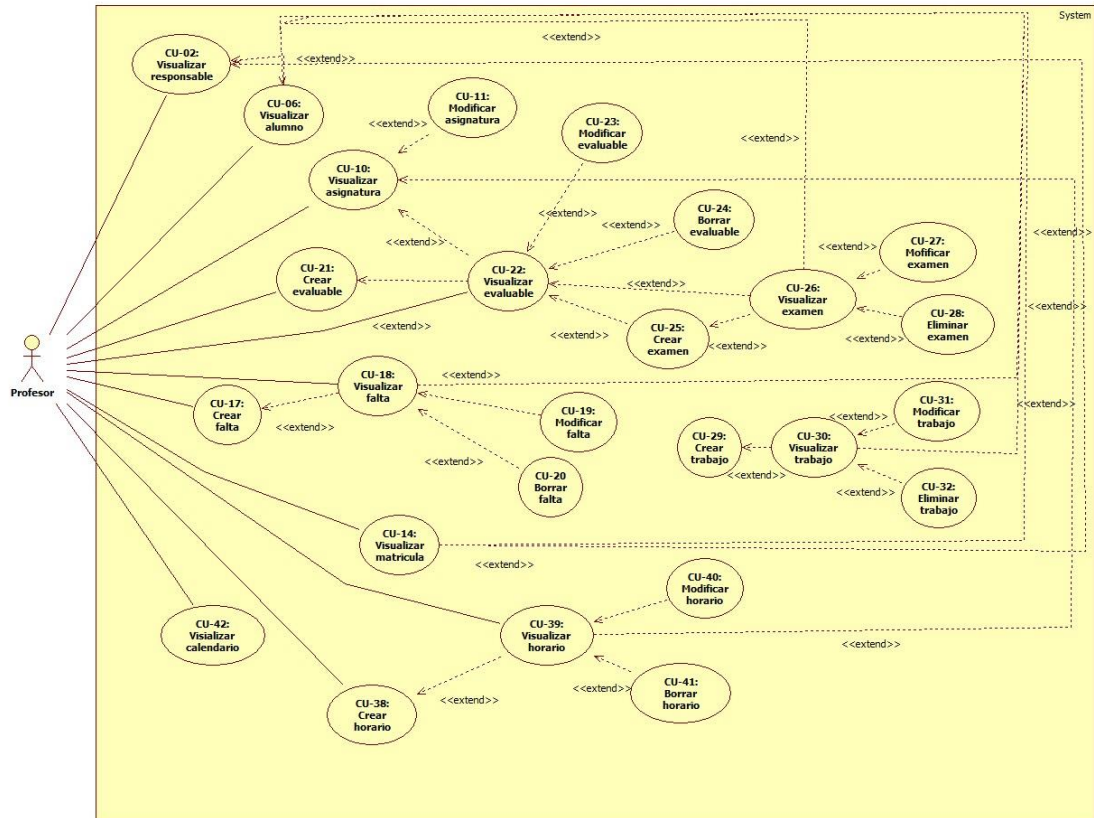 System
<<extend>>
CU-02:
Visualizar
responsable
<<extend>>
CU-06:
Visualizar
alumno
CU-11:
Modificar
asignatura
<<extend>>
CU-23:
Modificar
evaluable
<<extend>>
<<extend>>
CU-10:
Visualizar
asignatura
CU-24:
Borrar
evaluable
<<extend>>
<<extend>>
<<extend>>
<<extend>>
<<extend>>
CU-27:
Mofificar
examen
<<extend>>
CU-21:
Crear
evaluable
CU-22:
Visualizar
evaluable
<<extend>>
CU-26:
Visualizar
examen
CU-28:
Eliminar
examen
<<extend>>
<<extend>>
CU-25:
Crear
examen
<<extend>>
<<extend>>
Profesor
CU-18:
Visualizar
falta
<<extend>>
CU-17:
Crear
falta
<<extend>>
CU-19:
Modificar
falta
CU-31:
Modificar
trabajo
<<extend>>
CU-29:
Crear
trabajo
CU-30:
Visualizar
trabajo
<<extend>>
<<extend>>
CU-20
Borrar
falta
<<extend>>
CU-32:
Eliminar
trabajo
CU-14:
Visualizar
matricula
<<extend>>
<<extend>>
CU-40:
Modificar
horario
<<extend>>
CU-42:
Visializar
calendario
CU-39:
Visualizar
horario
<<extend>>
CU-38:
Crear
horario
<<extend>>
<<extend>>
CU-41:
Borrar
horario